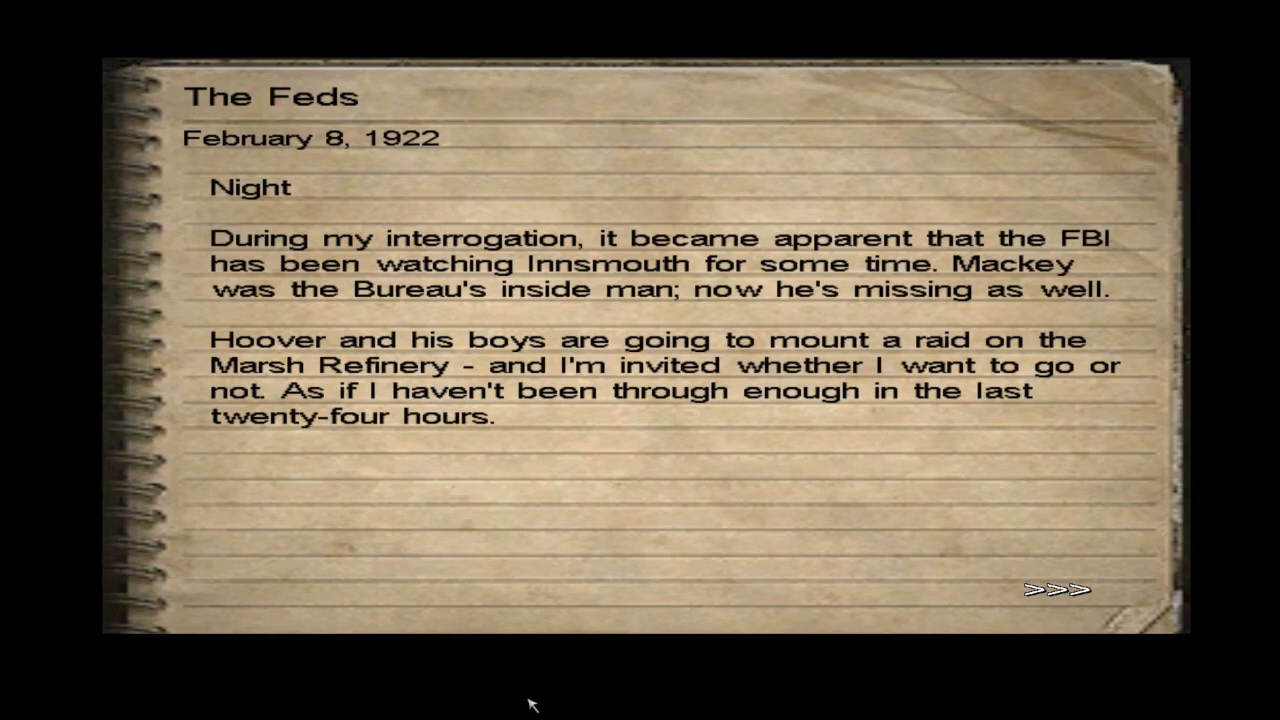 The Feds
February 8, 1922
Night
During my interrogation, it became apparent that the FBI
has been watching Innsmouth for some time. Mackey
was the Bureau's inside man; now he's missing as well.
Hoover and his boys are going to mount a raid on the
Marsh Refinery - and I'm invited whether I want to go or
not. As if I haven't been through enough in the last
twenty-four hours.
>>>